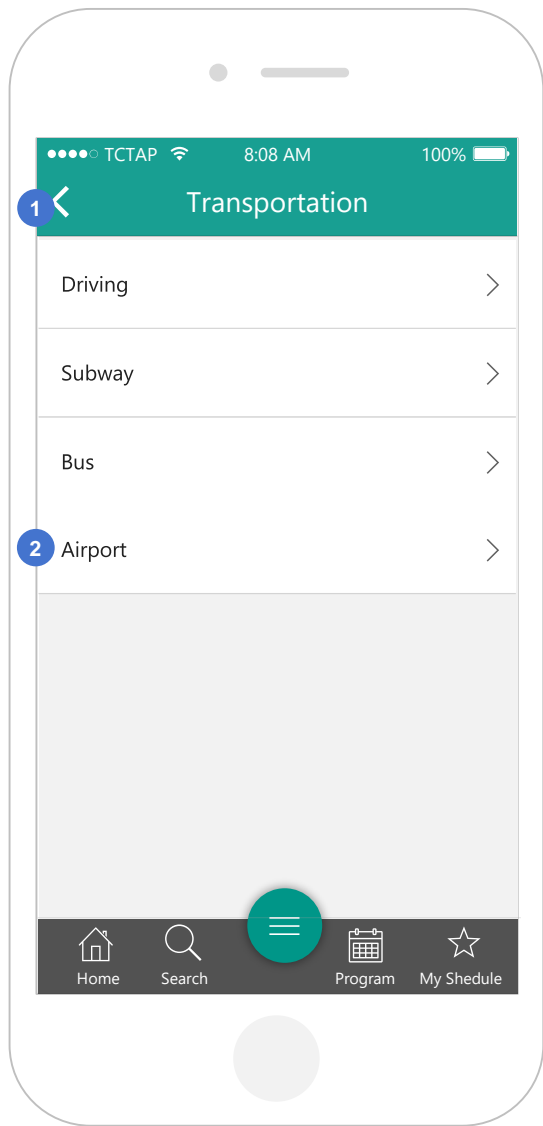 TCTAP 8:08 AM 100%
1 Transportation
Driving
Subway
Bus
2 Airport
Home Search Program My Shedule